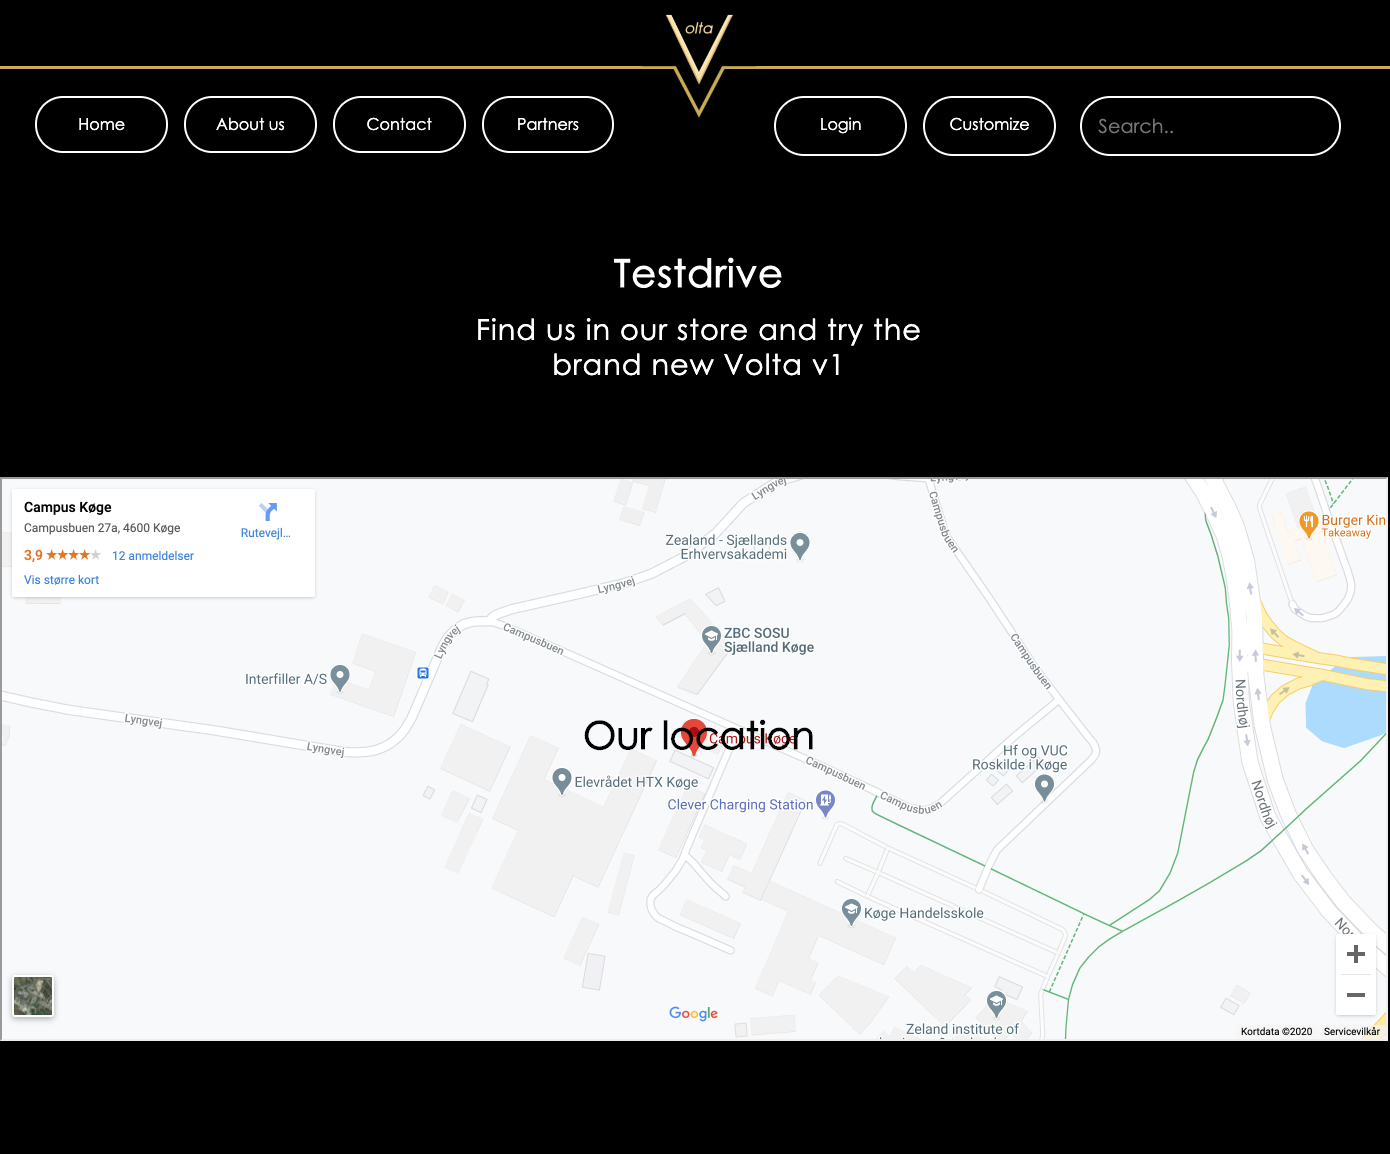 olta
Home
About us
Contact
Partners
Login
Customize
Search..
Testdrive
Find us in our store and try the
brand new Volta v1
Campus Køge
Campusbuen 27a, 4600 Køge
Rutevejl...
3,9
12 anmeldelser
Vis større kort
Lyngvej
Campusbuen
Burger Kin
Takeaway
Zealand - Sjællands
Erhvervsakademi
Lyngvej
Lyngvej
Campusbuen
ZBC SOSU
Sjælland Køge
Campusbuen
Interfiller A/S
Lyngvej
Lyngvej
Nordhøj
Our location
Campus Køge
Campusbuen
Hf og VUC
Roskilde i Køge
Elevrådet HTX Køge
Clever Charging Station
Campusbuen
Nordhøj
Køge Handelsskole
Google
Zeland institute of
Kortdata ©2020
Servicevilkår